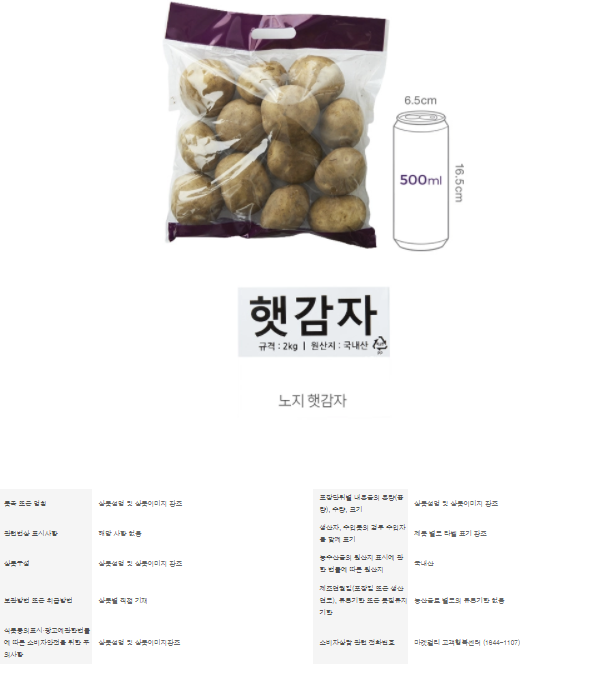 6.5cm
500ml
16.5cm
햇감자
규격 : 2kg | 원산지 : 국내산
노지 햇감자
품목 또는 명칭
상품설명 및 상품이미지 참조
포장단위별 내용물의 용량(중
량), 수량, 크기
상품설명 및 상품이미지 참조
관련법상 표시사항
해당 사항 없음
생산자, 수입품의 경우 수입자
를 함께 표기
제품 별도 라벨 표기 참조
상품구성
상품설명 및 상품이미지 참조
농수산물의 원산지 표시에 관
한 법률에 따른 원산지
국내산
보관방법 또는 취급방법
상품별 직접 기재
제조연월일(포장일 또는 생산
연도), 유통기한 또는 품질유지
기한
농산물로 별도의 유통기한 없음
식품등의표시·광고에관한법률
에 따른 소비자안전을 위한 주
의사항
상품설명 및 상품이미지참조
소비자상담 관련 전화번호
마켓컬리 고객행복센터 (1644-1107)